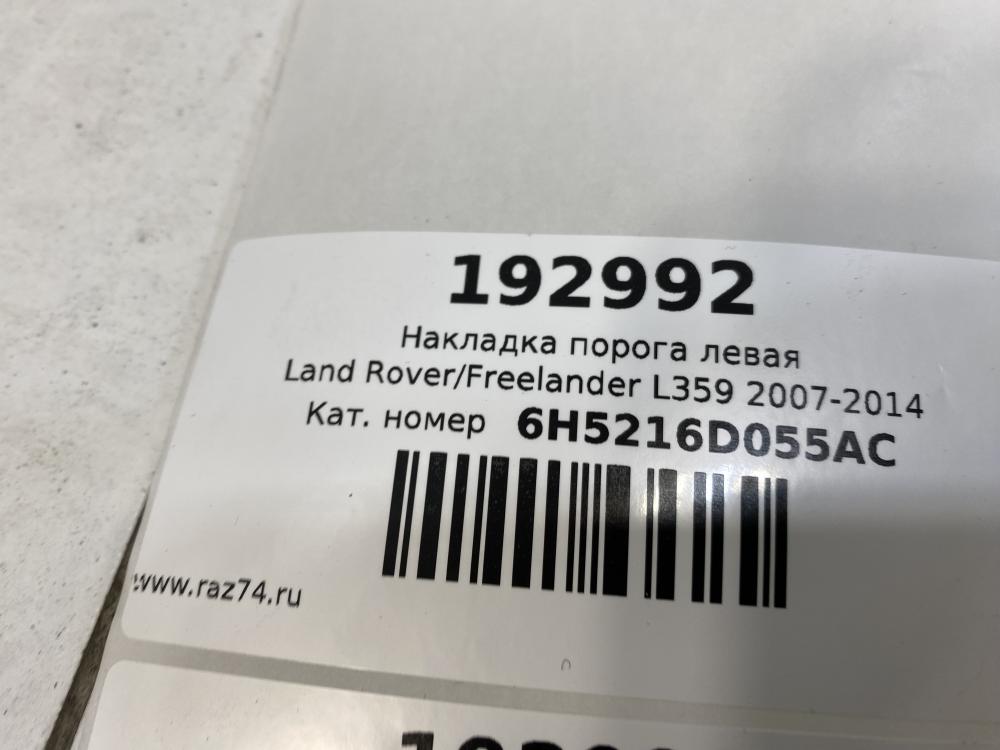 192992
Накладка порога левая
Land Rover/Freelander L359 2007-2014
Кат. номер 6H5216D055AC
www.raz74.ru